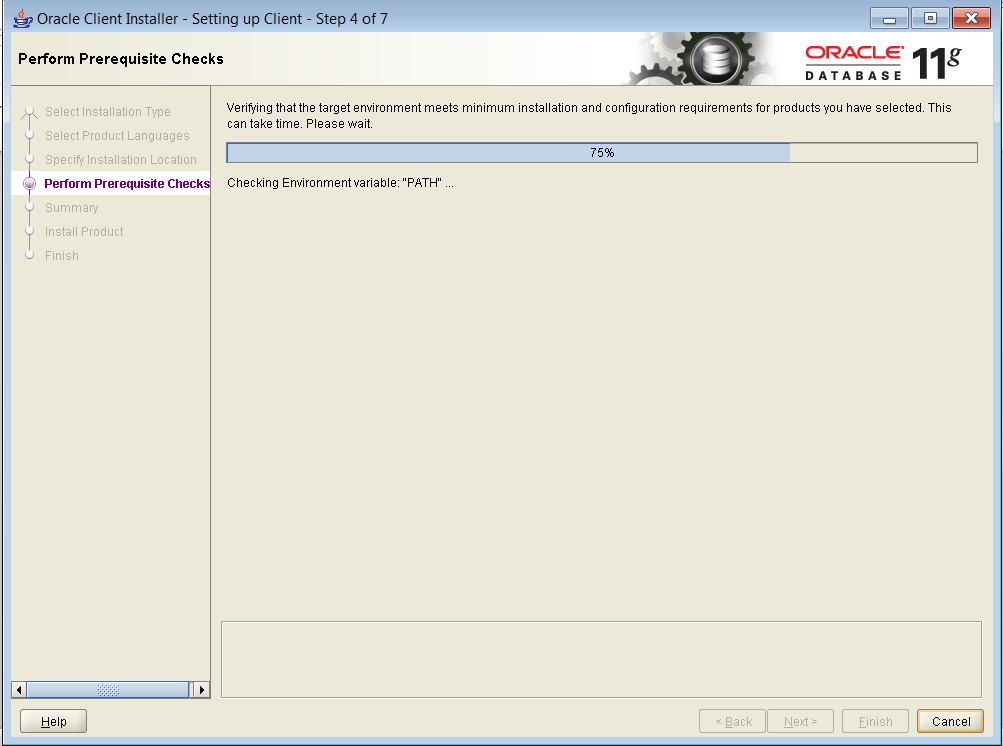 Oracle Client Installer - Setting up Client - Step 4 of 7
Perform Prerequisite Checks
ORACLE
DATABASE
11g
Select Installation Type
Select Product Languages
Specify Installation Location
Perform Prerequisite Checks
Summary
Install Product
Finish
Verifying that the target environment meets minimum installation and configuration requirements for products you have selected. This
can take time. Please wait.
75%
Checking Environment variable: "PATH" ...
Help
< Back
Next >
Finish
Cancel